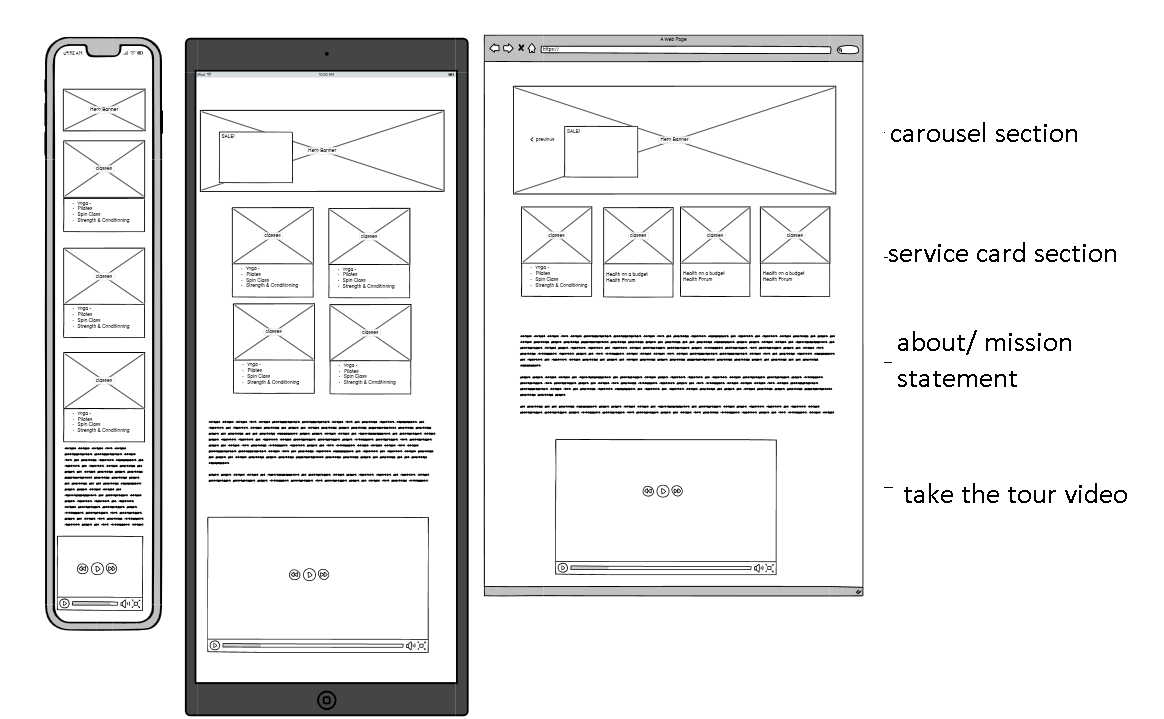 9:52 AM
Hero Banner
classes
- Yoga -
- Pilates
- Spin Class
- Strength & Conditioning
classes
- Yoga -
- Pilates
- Spin Class
- Strength & Conditioning
classes
- Yoga -
- Pilates
- Spin Class
- Strength & Conditioning
iPad
10:20 AM
SALE!
Hero Banner
classes
classes
- Yoga -
- Pilates
- Spin Class
- Strength & Conditioning
- Yoga -
- Pilates
- Spin Class
- Strength & Conditioning
classes
classes
- Yoga -
- Pilates
- Spin Class
- Strength & Conditioning
- Yoga -
- Pilates
- Spin Class
- Strength & Conditioning
A Web Page
https://
previous
SALE!
Hero Banner
classes
classes
classes
classes
- Yoga -
- Pilates
- Spin Class
- Strength & Conditioning
Health on a budget
Health Forum
Health on a budget
Health Forum
Health on a budget
Health Forum
carousel section
-service card section
about/ mission
statement
take the tour video